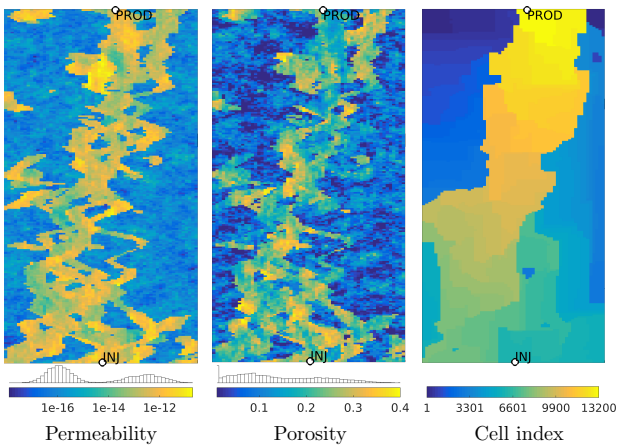 PROD
PROD
PROD
INJ
INJ
INJ
1e-16 1e-14 1e-12
0.1 0.2 0.3 0.4
1 3301 6601 9900 13200
Permeability
Porosity
Cell index